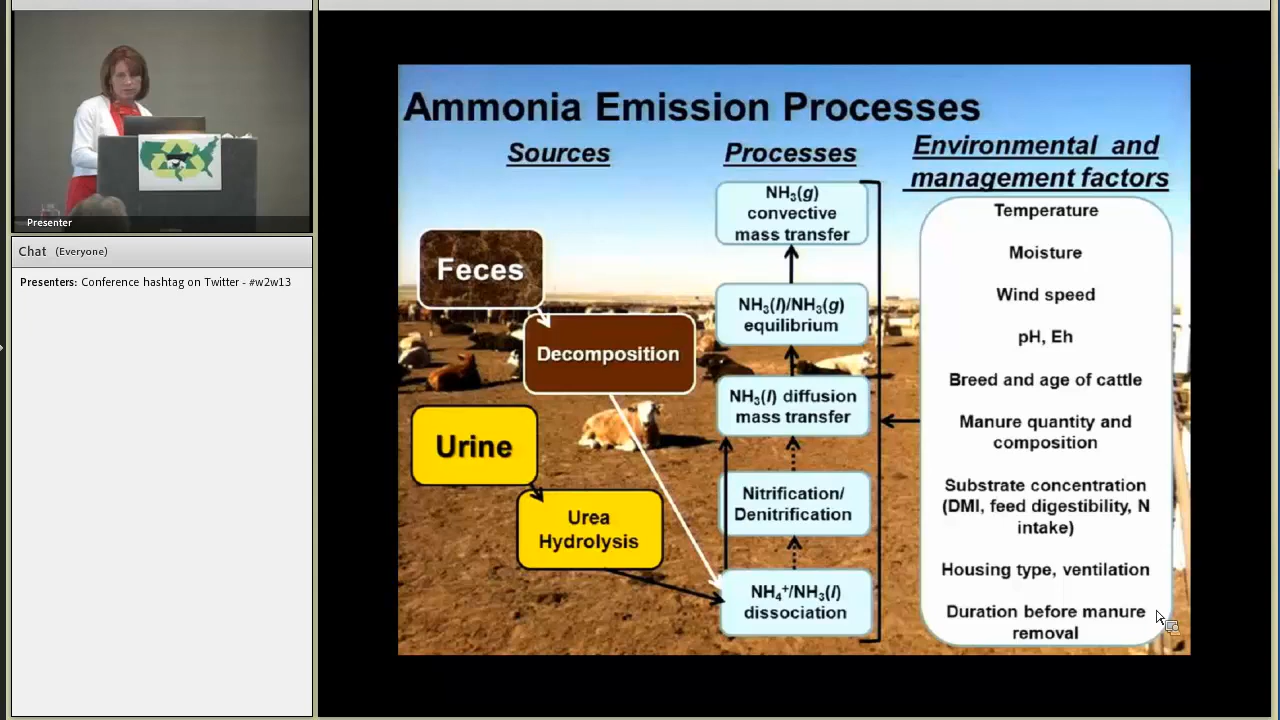 Presenter
Chat (Everyone)
Presenters: Conference hashtag on Twitter - #w2w13
Ammonia Emission Processes
Sources
Feces
Decomposition
Urine
Urea
Hydrolysis
Processes
NH₃(g)
convective
mass transfer
NH₃(l)/NH₃(g)
equilibrium
NH₃(l) diffusion
mass transfer
Nitrification/
Denitrification
NH₄⁺/NH₃(l)
dissociation
Environmental and
management factors
Temperature
Moisture
Wind speed
pH, Eh
Breed and age of cattle
Manure quantity and
composition
Substrate concentration
(DMI, feed digestibility, N
intake)
Housing type, ventilation
Duration before manure
removal